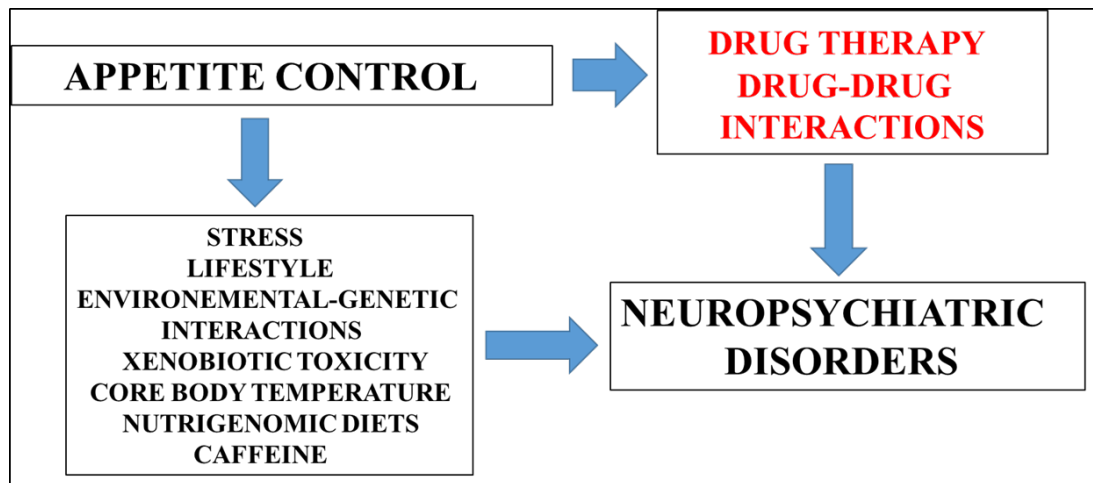 APPETITE CONTROL
DRUG THERAPY
DRUG-DRUG
INTERACTIONS
STRESS
LIFESTYLE
ENVIRONEMENTAL-GENETIC
INTERACTIONS
XENOBIOTIC TOXICITY
CORE BODY TEMPERATURE
NUTRIGENOMIC DIETS
CAFFEINE
NEUROPSYCHIATRIC
DISORDERS